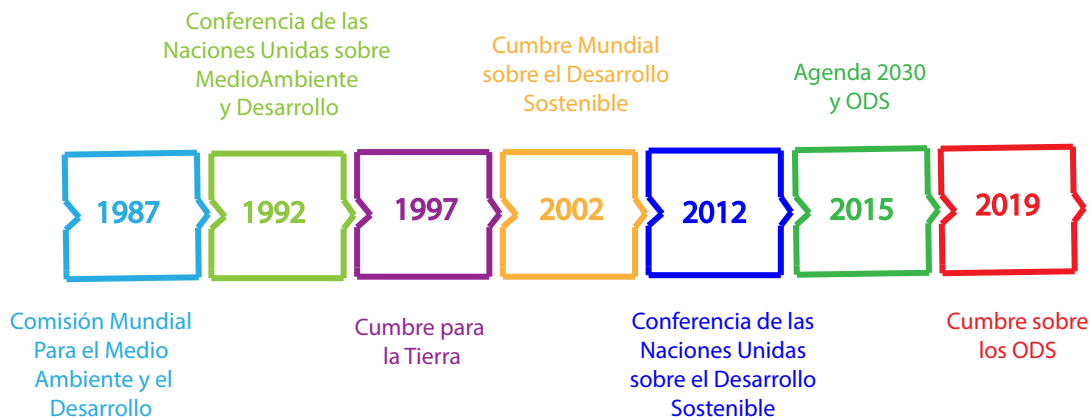 Conferencia de las
Naciones Unidas sobre
MedioAmbiente
y Desarrollo
Cumbre Mundial
sobre el Desarrollo
Sostenible
Agenda 2030
y ODS
1987
1992
1997
2002
2012
2015
2019
Comisión Mundial
Para el Medio
Ambiente y el
Desarrollo
Cumbre para
la Tierra
Conferencia de las
Naciones Unidas
sobre el Desarrollo
Sostenible
Cumbre sobre
los ODS